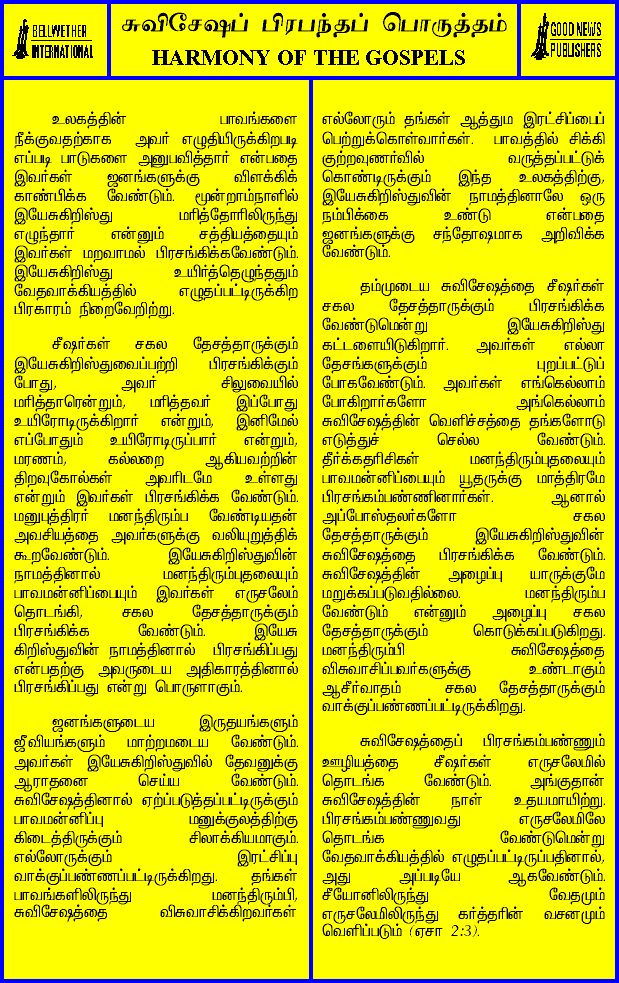 BELLWETHER
INTERNATIONAL
சுவிசேஷப் பிரபந்தப் பொருத்தம்
HARMONY OF THE GOSPELS
GOOD NEWS
PUBLISHERS
உலகத்தின் பாவங்களை
நீக்குவதற்காக அவர் எழுதியிருக்கிறபடி
எப்படி பாடுகளை அனுபவித்தார் என்பதை
இவர்கள் ஜனங்களுக்கு விளக்கிக்
காண்பிக்க வேண்டும். மூன்றாம்நாளில்
இயேசுகிறிஸ்து மரித்தோரிலிருந்து
எழுந்தார் என்னும் சத்தியத்தையும்
இவர்கள் மறவாமல் பிரசங்கிக்கவேண்டும்.
இயேசுகிறிஸ்து உயிர்த்தெழுந்ததும்
வேதவாக்கியத்தில் எழுதப்பட்டிருக்கிற
பிரகாரம் நிறைவேறிற்று.
சீஷர்கள் சகல தேசத்தாருக்கும்
இயேசுகிறிஸ்துவைப்பற்றி பிரசங்கிக்கும்
போது, அவர் சிலுவையில்
மரித்தாரென்றும், மரித்தவர் இப்போது
உயிரோடிருக்கிறார் என்றும், இனிமேல்
எப்போதும் உயிரோடிருப்பார் என்றும்,
மரணம், கல்லறை ஆகியவற்றின்
திறவுகோல்கள் அவரிடமே உள்ளது
என்றும் இவர்கள் பிரசங்கிக்க வேண்டும்.
மனுபுத்திரர் மனந்திரும்ப வேண்டியதன்
அவசியத்தை அவர்களுக்கு வலியுறுத்திக்
கூறவேண்டும். இயேசுகிறிஸ்துவின்
நாமத்தினால் மனந்திரும்புதலையும்
பாவமன்னிப்பையும் இவர்கள் எருசலேம்
தொடங்கி, சகல தேசத்தாருக்கும்
பிரசங்கிக்க வேண்டும். இயேசு
கிறிஸ்துவின் நாமத்தினால் பிரசங்கிப்பது
என்பதற்கு அவருடைய அதிகாரத்தினால்
பிரசங்கிப்பது என்று பொருளாகும்.
ஜனங்களுடைய இருதயங்களும்
ஜீவியங்களும் மாற்றமடைய வேண்டும்.
அவர்கள் இயேசுகிறிஸ்துவில் தேவனுக்கு
ஆராதனை செய்ய வேண்டும்.
சுவிசேஷத்தினால் ஏற்படுத்தப்பட்டிருக்கும்
பாவமன்னிப்பு மனுக்குலத்திற்கு
கிடைத்திருக்கும் சிலாக்கியமாகும்.
எல்லோருக்கும் இரட்சிப்பு
வாக்குப்பண்ணப்பட்டிருக்கிறது. தங்கள்
பாவங்களிலிருந்து மனந்திரும்பி,
சுவிசேஷத்தை விசுவாசிக்கிறவர்கள்
எல்லோரும் தங்கள் ஆத்தும இரட்சிப்பைப்
பெற்றுக்கொள்வார்கள். பாவத்தில் சிக்கி
குற்றவுணர்வில் வருத்தப்பட்டுக்
கொண்டிருக்கும் இந்த உலகத்திற்கு,
இயேசுகிறிஸ்துவின் நாமத்தினாலே ஒரு
நம்பிக்கை உண்டு என்பதை
ஜனங்களுக்கு சந்தோஷமாக அறிவிக்க
வேண்டும்.
தம்முடைய சுவிசேஷத்தை சீஷர்கள்
சகல தேசத்தாருக்கும் பிரசங்கிக்க
வேண்டுமென்று இயேசுகிறிஸ்து
கட்டளையிடுகிறார். அவர்கள் எல்லா
தேசங்களுக்கும் புறப்பட்டுப்
போகவேண்டும். அவர்கள் எங்கெல்லாம்
போகிறார்களோ அங்கெல்லாம்
சுவிசேஷத்தின் வெளிச்சத்தை தங்களோடு
எடுத்துச் செல்ல வேண்டும்.
தீர்க்கதரிசிகள் மனந்திரும்புதலையும்
பாவமன்னிப்பையும் யூதருக்கு மாத்திரமே
பிரசங்கம்பண்ணினார்கள். ஆனால்
அப்போஸ்தலர்களோ சகல
தேசத்தாருக்கும் இயேசுகிறிஸ்துவின்
சுவிசேஷத்தை பிரசங்கிக்க வேண்டும்.
சுவிசேஷத்தின் அழைப்பு யாருக்குமே
மறுக்கப்படுவதில்லை. மனந்திரும்ப
வேண்டும் என்னும் அழைப்பு சகல
தேசத்தாருக்கும் கொடுக்கப்படுகிறது.
மனந்திரும்பி சுவிசேஷத்தை
விசுவாசிப்பவர்களுக்கு உண்டாகும்
ஆசீர்வாதம் சகல தேசத்தாருக்கும்
வாக்குப்பண்ணப்பட்டிருக்கிறது.
சுவிசேஷத்தைப் பிரசங்கம்பண்ணும்
ஊழியத்தை சீஷர்கள் எருசலேமில்
தொடங்க வேண்டும். அங்குதான்
சுவிசேஷத்தின் நாள் உதயமாயிற்று.
பிரசங்கம்பண்ணுவது எருசலேமிலே
தொடங்க வேண்டுமென்று
வேதவாக்கியத்தில் எழுதப்பட்டிருப்பதினால்,
அது அப்படியே ஆகவேண்டும்.
சீயோனிலிருந்து வேதமும்
எருசலேமிலிருந்து கர்த்தரின் வசனமும்
வெளிப்படும் (ஏசா 2:3).